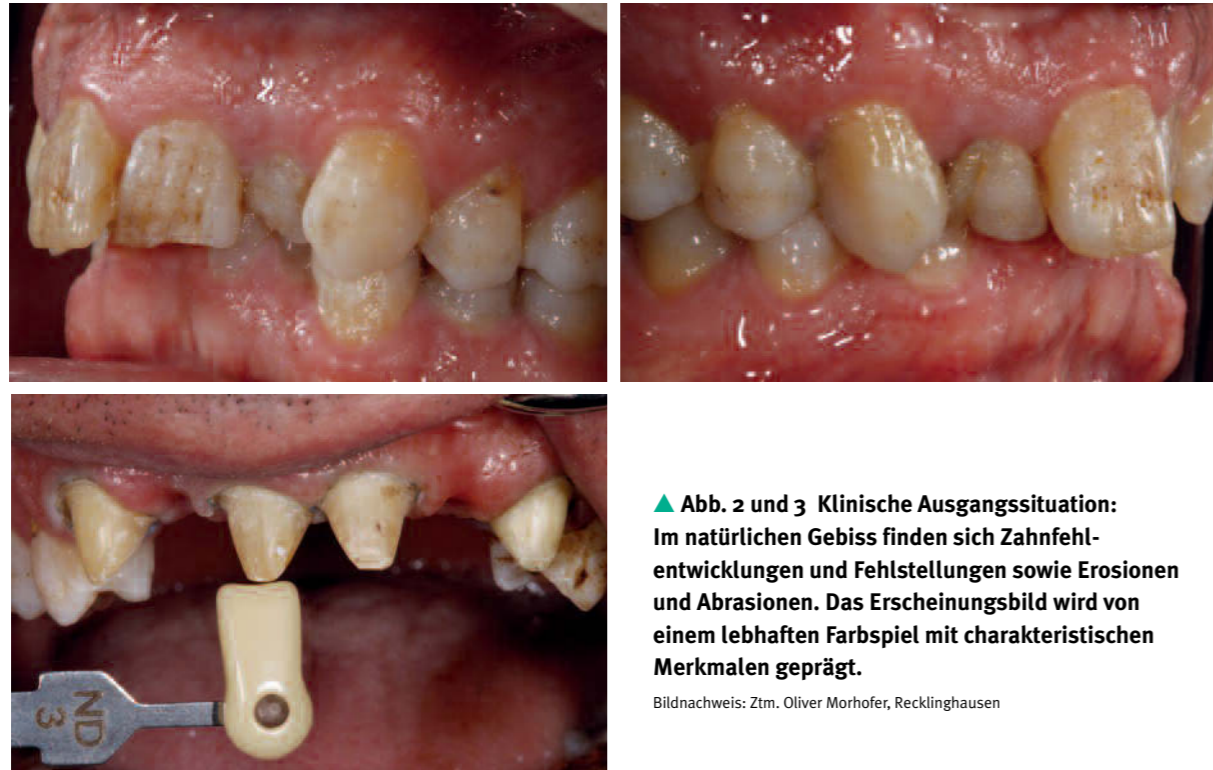 ▲ Abb. 2 und 3 Klinische Ausgangssituation:
Im natürlichen Gebiss finden sich Zahnfehl-
entwicklungen und Fehlstellungen sowie Erosionen
und Abrasionen. Das Erscheinungsbild wird von
einem lebhaften Farbspiel mit charakteristischen
Merkmalen geprägt.
Bildnachweis: Ztm. Oliver Morhofer, Recklinghausen
ND
3